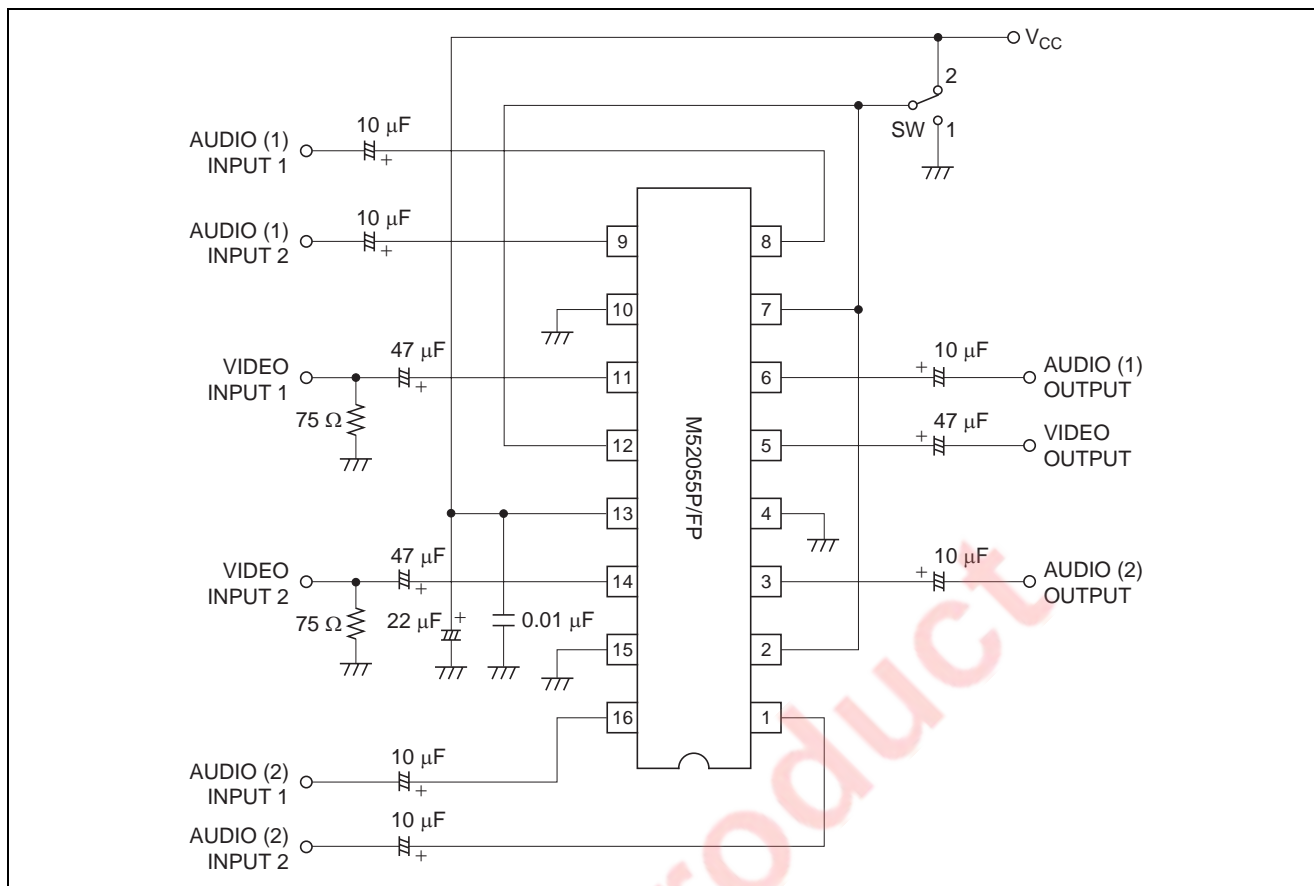 V_CC
2
SW
1
10 μF
AUDIO (1)
INPUT 1
+
10 μF
AUDIO (1)
INPUT 2
+
9
8
10
7
VIDEO
INPUT 1
47 μF
+
75 Ω
11
6
+
10 μF
AUDIO (1)
OUTPUT
12
5
+
47 μF
VIDEO
OUTPUT
M52055P/FP
13
4
VIDEO
INPUT 2
47 μF
+
75 Ω
14
3
+
10 μF
AUDIO (2)
OUTPUT
22 μF
+
0.01 μF
15
2
16
1
AUDIO (2)
INPUT 1
10 μF
+
AUDIO (2)
INPUT 2
10 μF
+
roduct